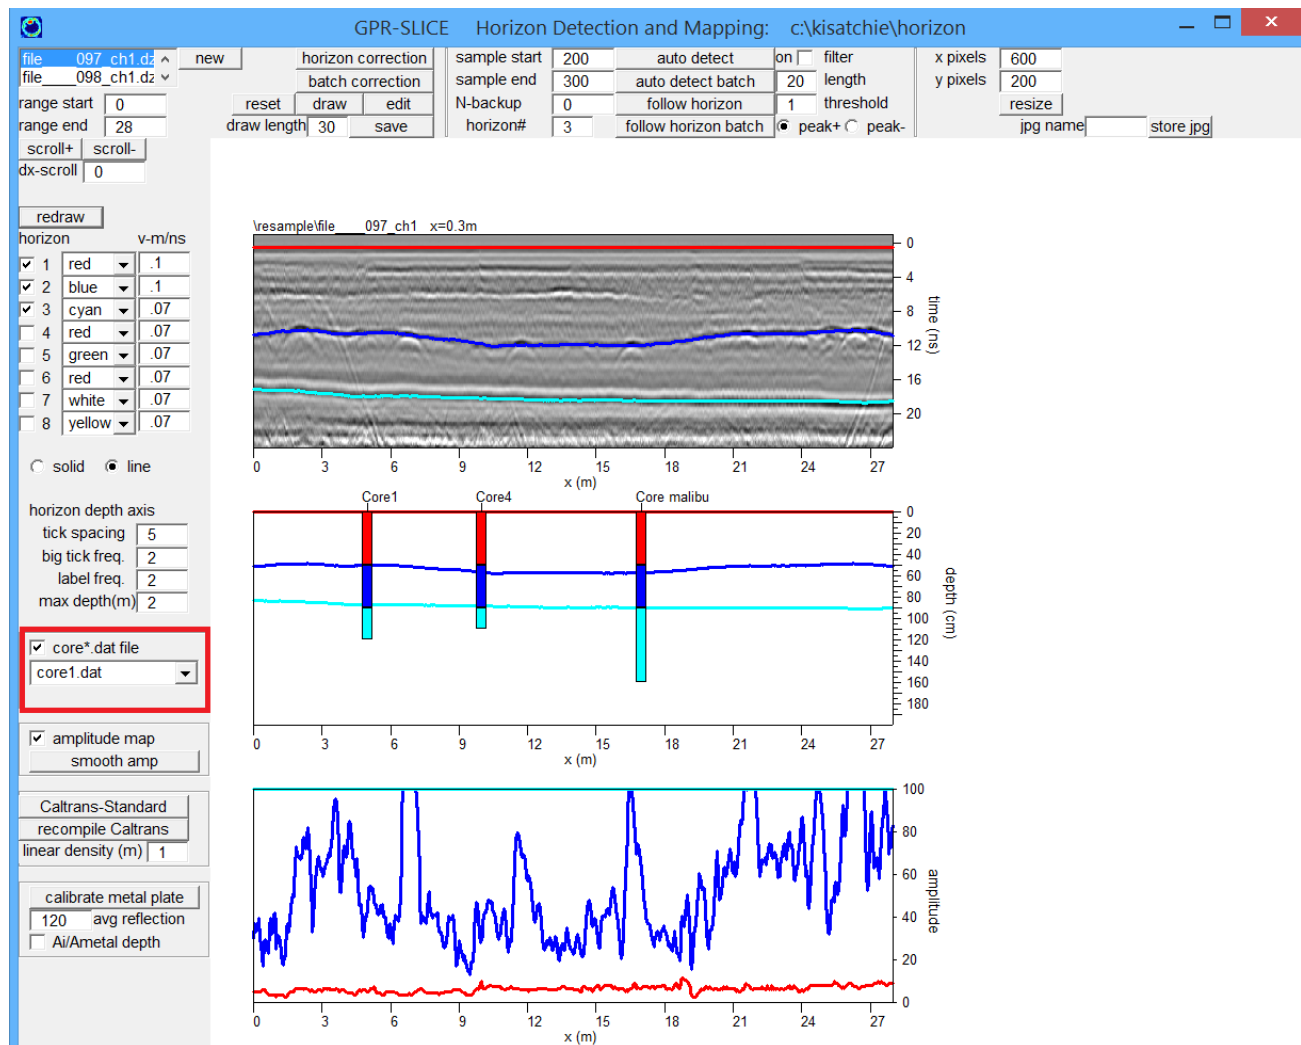 GPR-SLICE Horizon Detection and Mapping: c:\kisatchie\horizon
file____097_ch1.dz
file____098_ch1.dz
new
range start 0
range end 28
scroll+ scroll-
dx-scroll 0
horizon correction
batch correction
reset draw edit
draw length 30 save
sample start 200 auto detect on filter
sample end 300 auto detect batch 20 length
N-backup 0 follow horizon 1 threshold
horizon# 3 follow horizon batch peak+ peak-
x pixels 600
y pixels 200
resize
jpg name store jpg
redraw
horizon v-m/ns
1 red .1
2 blue .1
3 cyan .07
4 red .07
5 green .07
6 red .07
7 white .07
8 yellow .07
solid line
horizon depth axis
tick spacing 5
big tick freq. 2
label freq. 2
max depth(m) 2
core*.dat file
core1.dat
amplitude map
smooth amp
Caltrans-Standard
recompile Caltrans
linear density (m) 1
calibrate metal plate
120 avg reflection
Ai/Ametal depth
\resample\file____097_ch1 x=0.3m
0
4
8
12
16
20
time (ns)
0 3 6 9 12 15 18 21 24 27
x (m)
Core1 Core4 Core malibu
0
20
40
60
80
100
120
140
160
180
depth (cm)
0 3 6 9 12 15 18 21 24 27
x (m)
100
80
60
40
20
0
amplitude
0 3 6 9 12 15 18 21 24 27
x (m)